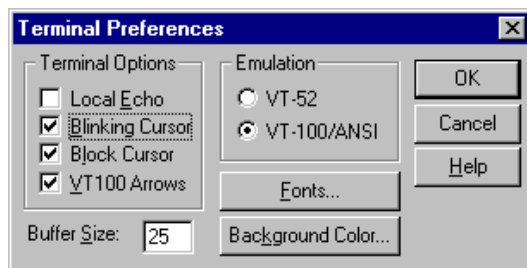 Terminal Preferences
Terminal Options
Local Echo
Blinking Cursor
Block Cursor
VT100 Arrows
Buffer Size: 25
Emulation
VT-52
VT-100/ANSI
Fonts...
Background Color...
OK
Cancel
Help